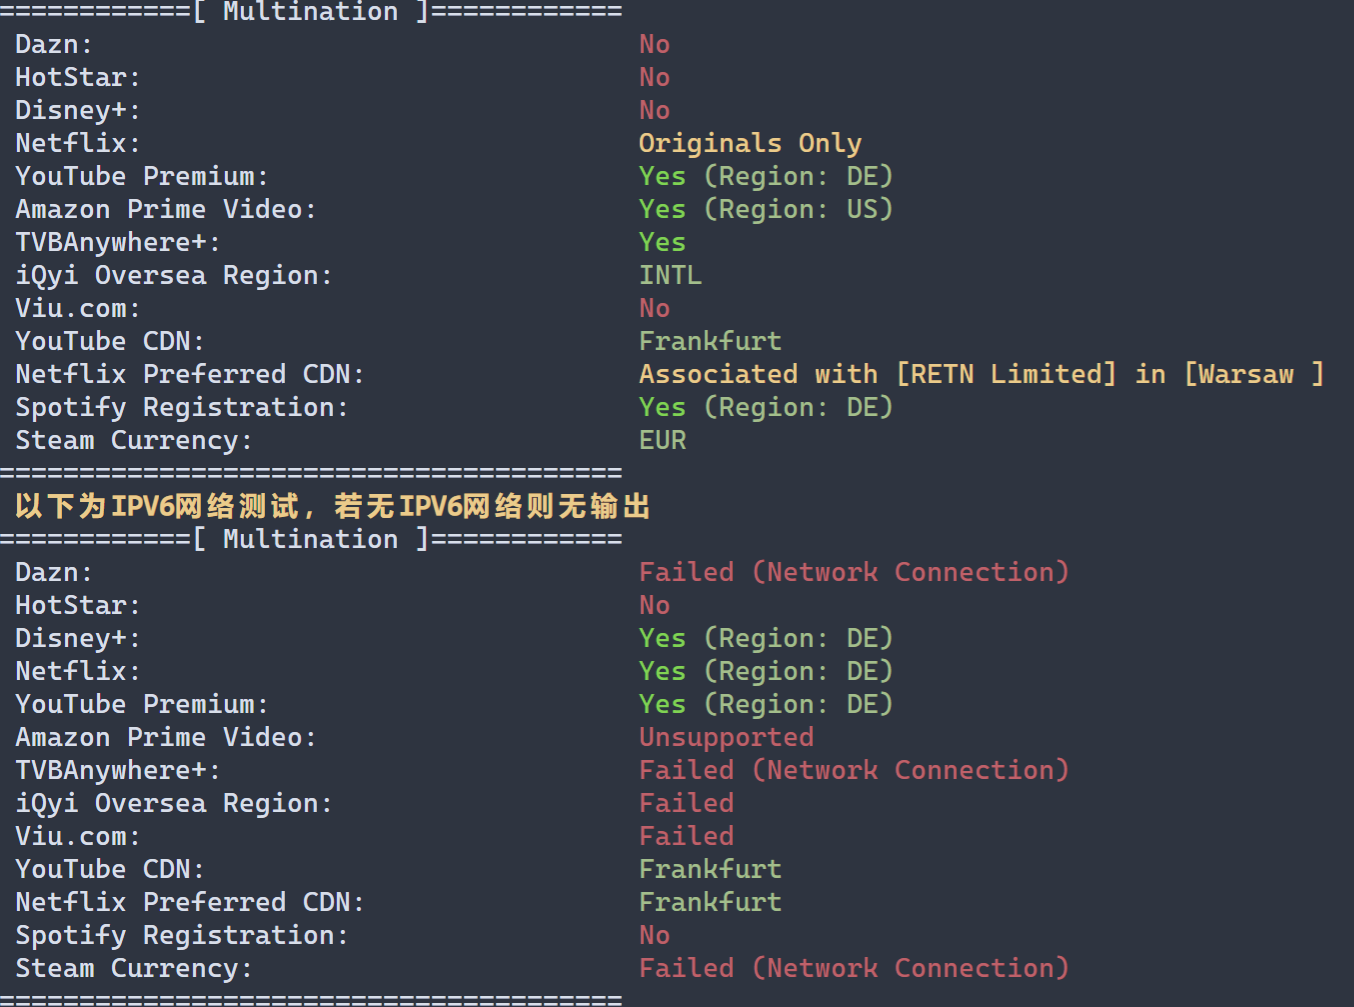 ============[ Multination ]============
Dazn: No
HotStar: No
Disney+: No
Netflix: Originals Only
YouTube Premium: Yes (Region: DE)
Amazon Prime Video: Yes (Region: US)
TVBAnywhere+: Yes
iQyi Oversea Region: INTL
Viu.com: No
YouTube CDN: Frankfurt
Netflix Preferred CDN: Associated with [RETN Limited] in [Warsaw ]
Spotify Registration: Yes (Region: DE)
Steam Currency: EUR
=======================================
以下为IPV6网络测试，若无IPV6网络则无输出
============[ Multination ]============
Dazn: Failed (Network Connection)
HotStar: No
Disney+: Yes (Region: DE)
Netflix: Yes (Region: DE)
YouTube Premium: Yes (Region: DE)
Amazon Prime Video: Unsupported
TVBAnywhere+: Failed (Network Connection)
iQyi Oversea Region: Failed
Viu.com: Failed
YouTube CDN: Frankfurt
Netflix Preferred CDN: Frankfurt
Spotify Registration: No
Steam Currency: Failed (Network Connection)
=======================================